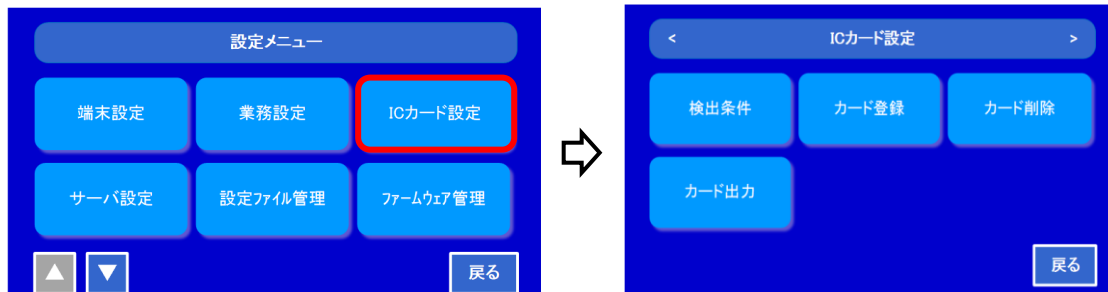 設定メニュー
端末設定
業務設定
ICカード設定
サーバ設定
設定ファイル管理
ファームウェア管理
▲
▼
戻る
< ICカード設定 >
検出条件
カード登録
カード削除
カード出力
戻る